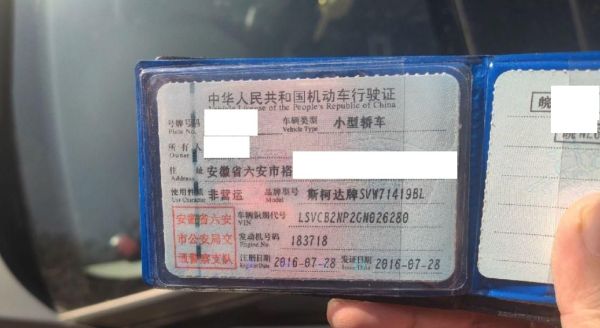 中华人民共和国机动车行驶证
Vehicle License of the People's Republic of China
号牌号码 车辆类型 小型轿车
Plate No. Vehicle Type
所有人
Owner
住址 安徽省六安市裕
Address
使用性质 非营运 品牌型号 斯柯达牌SVW71419BL
Use Character Model
安徽省六安 车辆识别代号 LSVCB2NP2GN026280
VIN
市公安局交 发动机号码 183718
Engine No.
通警察支队 注册日期 2016-07-28 发证日期 2016-07-28
Register Date Issue Date
皖